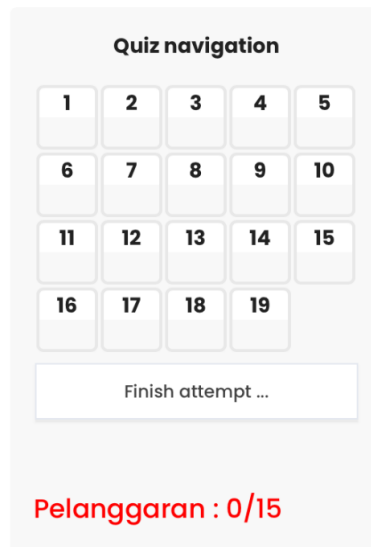 Quiz navigation
1 2 3 4 5
6 7 8 9 10
11 12 13 14 15
16 17 18 19
Finish attempt ...
Pelanggaran : 0/15